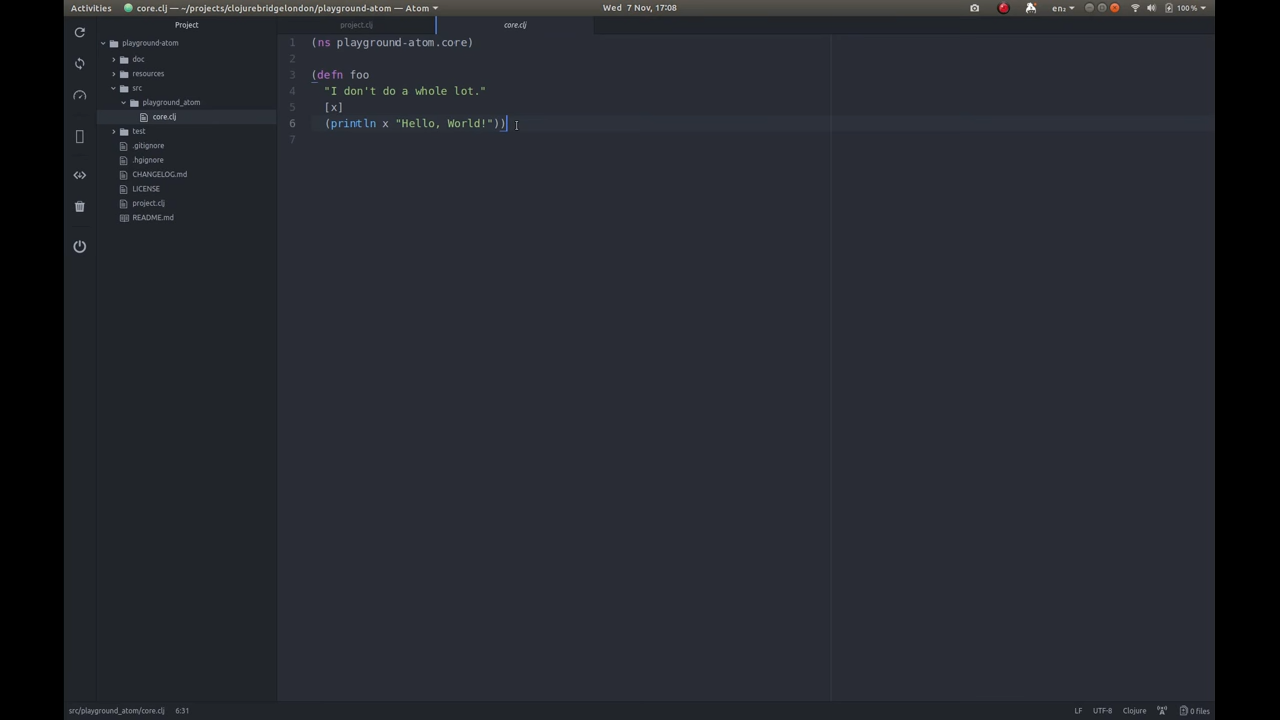 Activities core.clj — ~/projects/clojurebridgelondon/playground-atom — Atom Wed 7 Nov, 17:08 en₂ 100 %
Project project.clj core.clj
playground-atom
doc
resources
src
playground_atom
core.clj
test
.gitignore
.hgignore
CHANGELOG.md
LICENSE
project.clj
README.md
1 (ns playground-atom.core)
2
3 (defn foo
4 "I don't do a whole lot."
5 [x]
6 (println x "Hello, World!"))
7
src/playground_atom/core.clj 6:31 LF UTF-8 Clojure 0 files